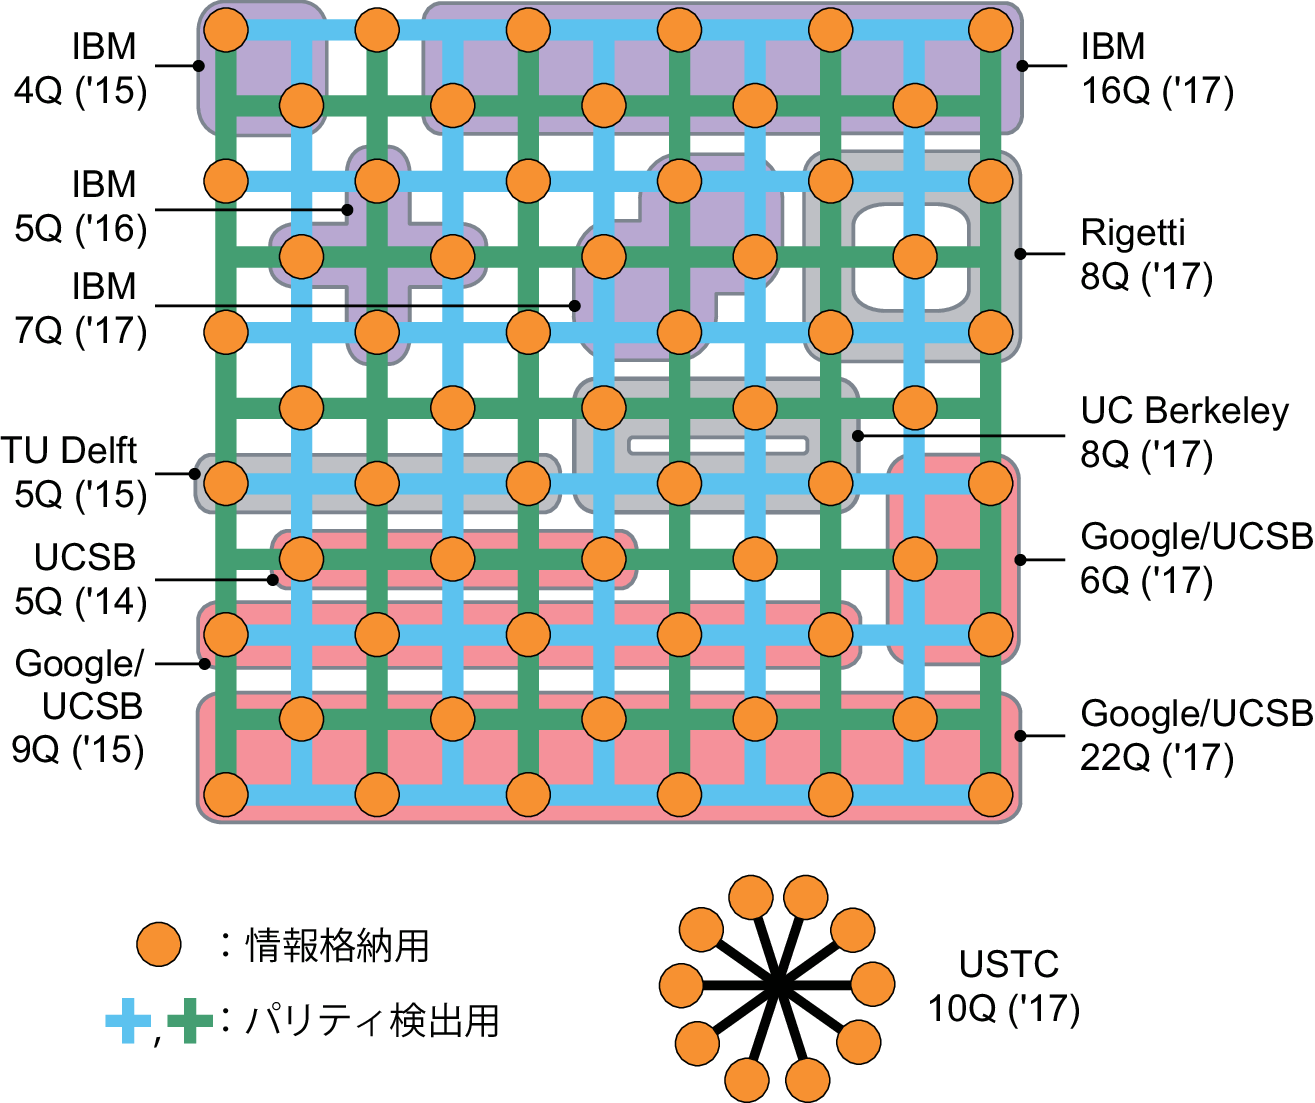 IBM
4Q ('15)
IBM
5Q ('16)
IBM
7Q ('17)
TU Delft
5Q ('15)
UCSB
5Q ('14)
Google/
UCSB
9Q ('15)
IBM
16Q ('17)
Rigetti
8Q ('17)
UC Berkeley
8Q ('17)
Google/UCSB
6Q ('17)
Google/UCSB
22Q ('17)
：情報格納用
,：パリティ検出用
USTC
10Q ('17)